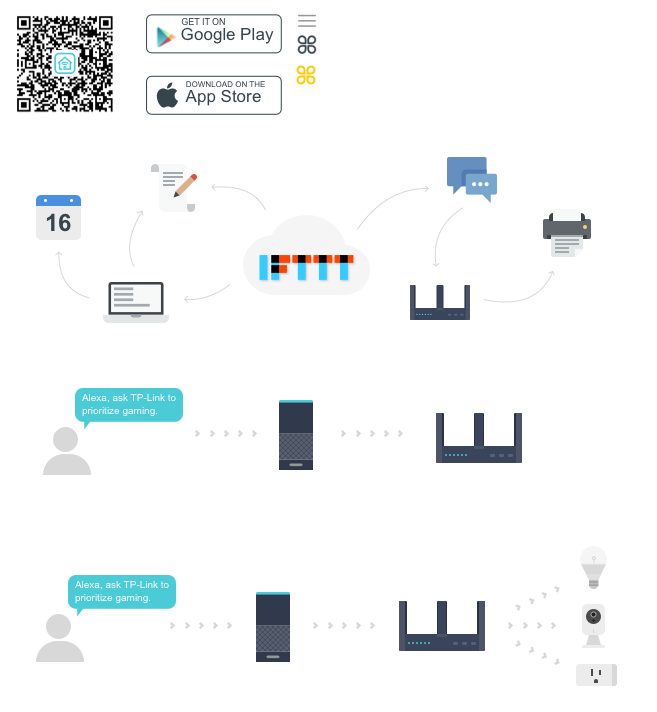 GET IT ON
Google Play
DOWNLOAD ON THE
App Store
16
IFTTT
Alexa, ask TP-Link to
prioritize gaming.
Alexa, ask TP-Link to
prioritize gaming.